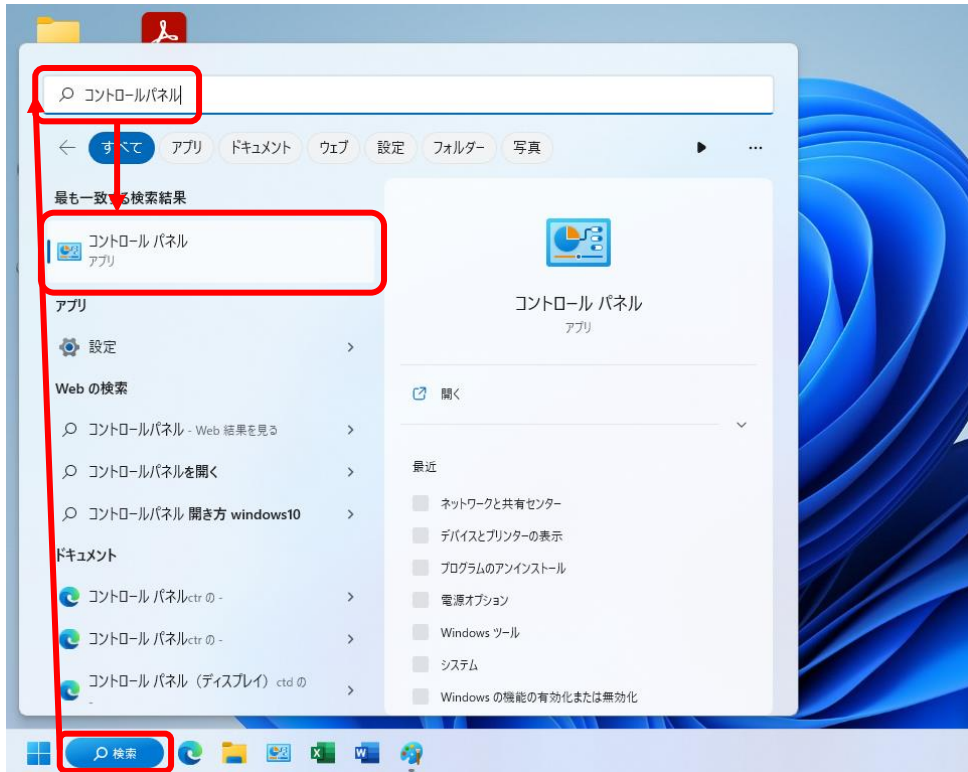 コントロールパネル
すべて アプリ ドキュメント ウェブ 設定 フォルダー 写真
最も一致する検索結果
コントロール パネル
アプリ
アプリ
設定
Web の検索
コントロールパネル - Web 結果を見る
コントロールパネルを開く
コントロールパネル 開き方 windows10
ドキュメント
コントロール パネルctr の -
コントロール パネルctr の -
コントロール パネル（ディスプレイ）ctd の
-
コントロール パネル
アプリ
開く
最近
ネットワークと共有センター
デバイスとプリンターの表示
プログラムのアンインストール
電源オプション
Windows ツール
システム
Windows の機能の有効化または無効化
検索